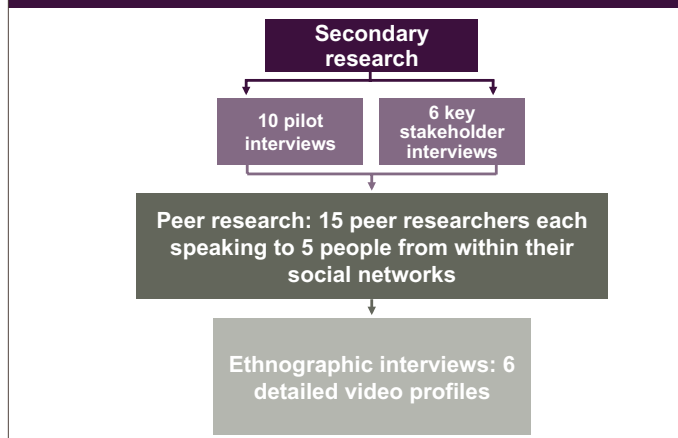 Secondary
research
10 pilot
interviews
6 key
stakeholder
interviews
Peer research: 15 peer researchers each
speaking to 5 people from within their
social networks
Ethnographic interviews: 6
detailed video profiles